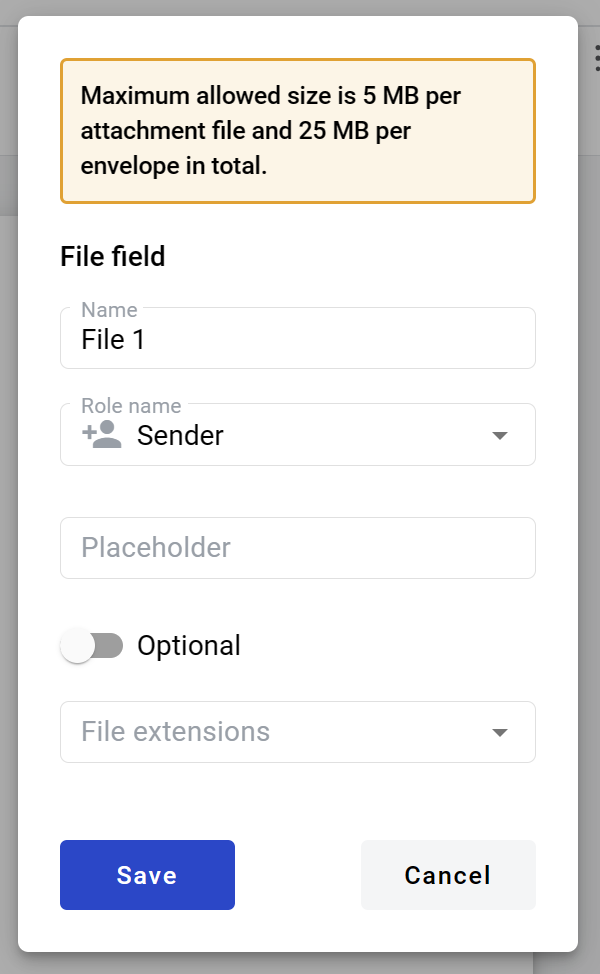 Maximum allowed size is 5 MB per
attachment file and 25 MB per
envelope in total.
File field
Name
File 1
Role name
Sender
Placeholder
Optional
File extensions
Save
Cancel